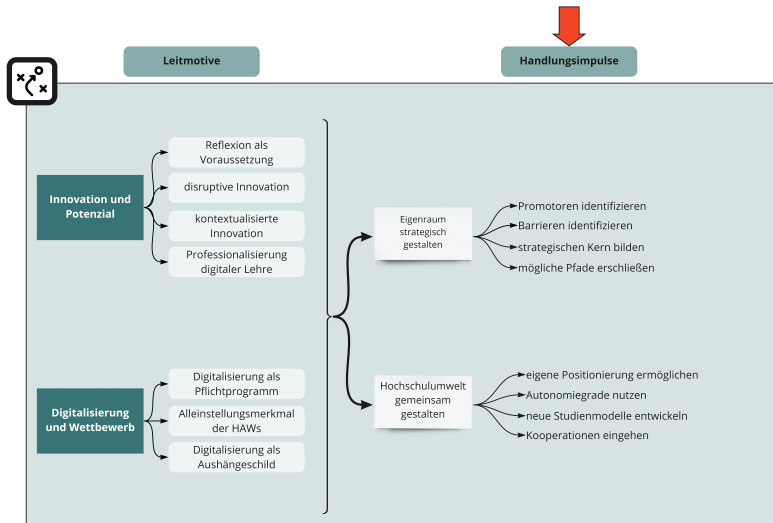 Leitmotive
Handlungsimpulse
Innovation und
Potenzial
Reflexion als
Voraussetzung
disruptive Innovation
kontextualisierte
Innovation
Professionalisierung
digitaler Lehre
Digitalisierung
und Wettbewerb
Digitalisierung als
Pflichtprogramm
Alleinstellungsmerkmal
der HAWs
Digitalisierung als
Aushängeschild
Eigenraum
strategisch
gestalten
Promotoren identifizieren
Barrieren identifizieren
strategischen Kern bilden
mögliche Pfade erschließen
Hochschulumwelt
gemeinsam
gestalten
eigene Positionierung ermöglichen
Autonomiegrade nutzen
neue Studienmodelle entwickeln
Kooperationen eingehen